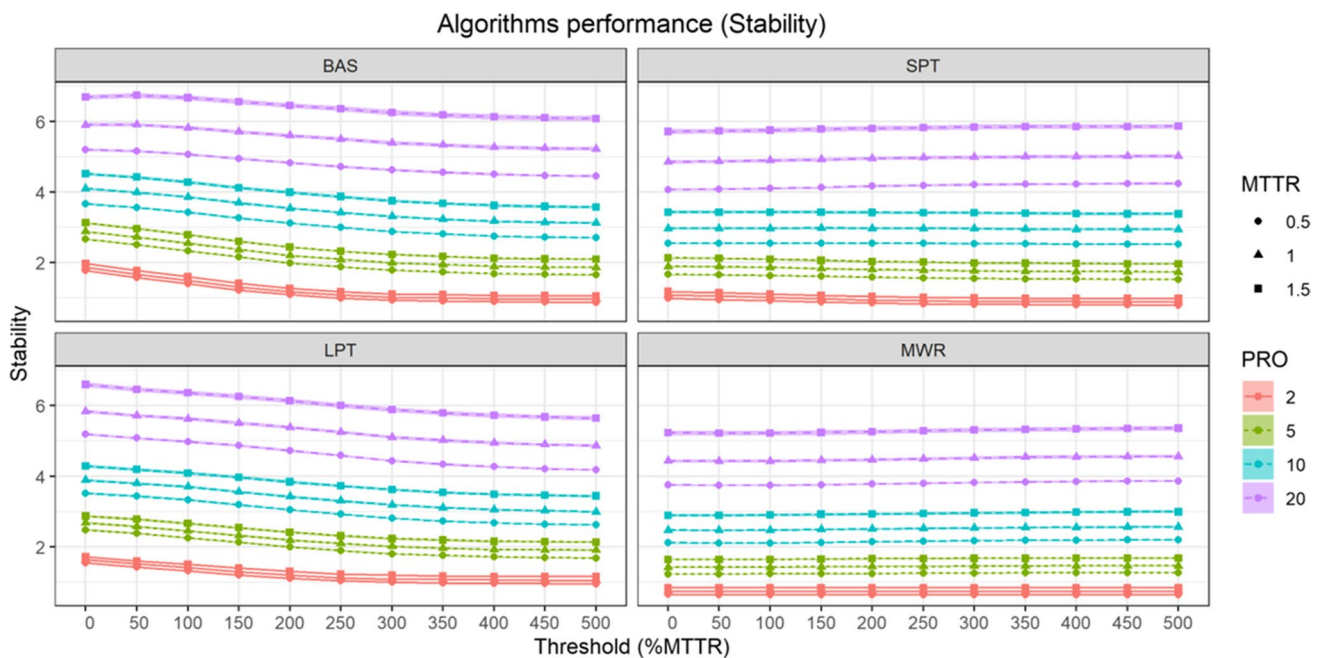 Algorithms performance (Stability)
BAS
SPT
6
4
2
LPT
MWR
6
4
2
Stability
0 50 100 150 200 250 300 350 400 450 500
0 50 100 150 200 250 300 350 400 450 500
Threshold (%MTTR)
MTTR
0.5
1
1.5
PRO
2
5
10
20